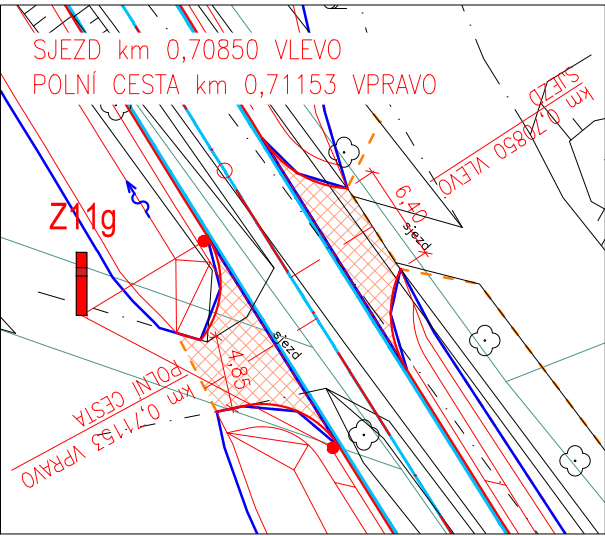 SJEZD km 0,70850 VLEVO
POLNÍ CESTA km 0,71153 VPRAVO
SJEZD
km 0,70850 VLEVO
Z11g
6,40
sjezd
sjezd
4,85
POLNÍ CESTA
km 0,71153 VPRAVO